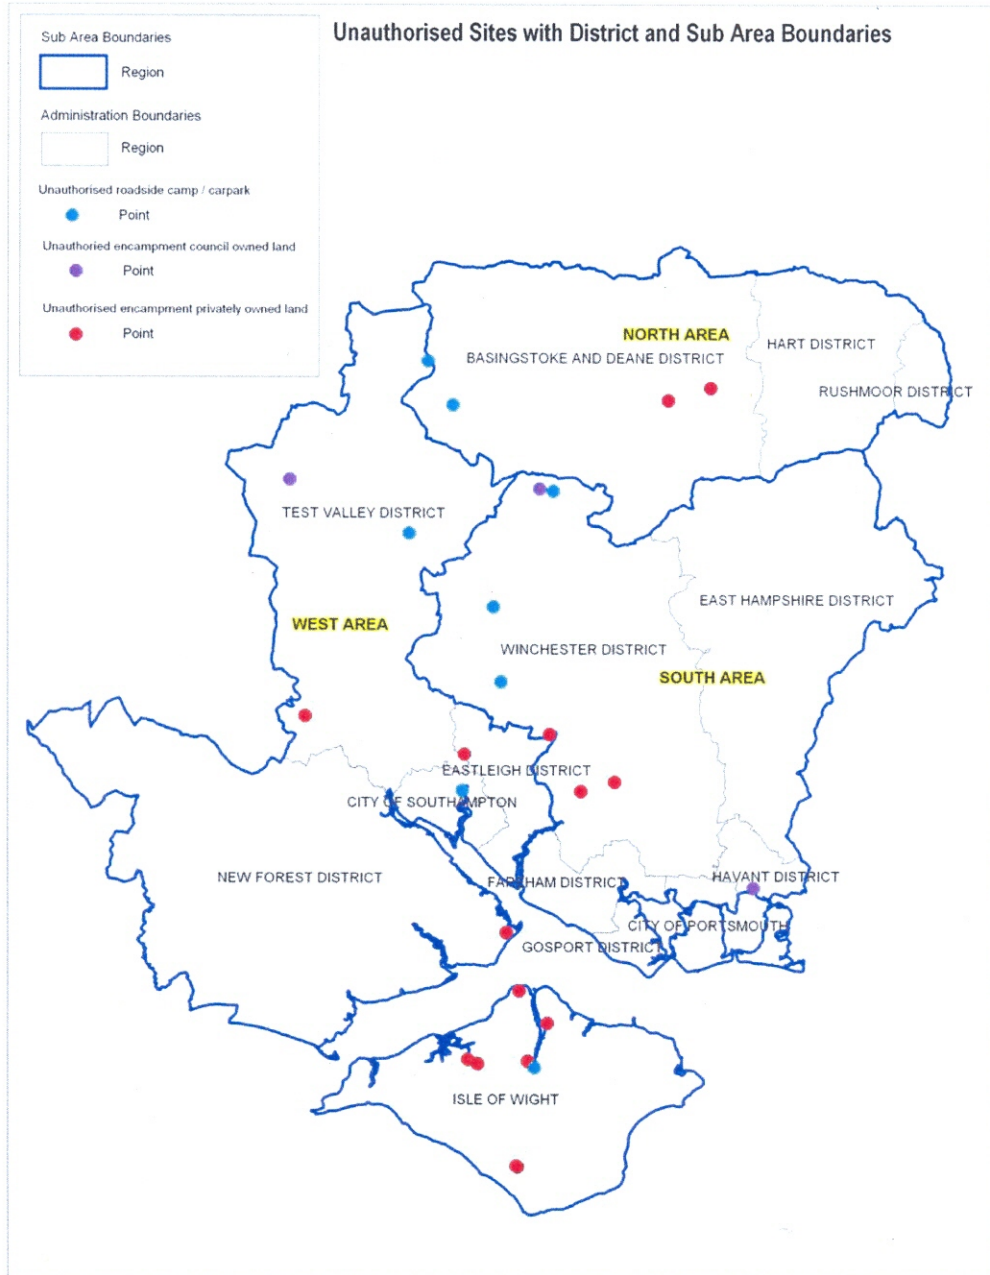 Unauthorised Sites with District and Sub Area Boundaries
Sub Area Boundaries
Region
Administration Boundaries
Region
Unauthorised roadside camp / carpark
Point
Unauthoried encampment council owned land
Point
Unauthorised encampment privately owned land
Point
NORTH AREA
HART DISTRICT
BASINGSTOKE AND DEANE DISTRICT
RUSHMOOR DISTRICT
TEST VALLEY DISTRICT
EAST HAMPSHIRE DISTRICT
WEST AREA
WINCHESTER DISTRICT
SOUTH AREA
EASTLEIGH DISTRICT
CITY OF SOUTHAMPTON
NEW FOREST DISTRICT
FAREHAM DISTRICT
HAVANT DISTRICT
CITY OF PORTSMOUTH
GOSPORT DISTRICT
ISLE OF WIGHT